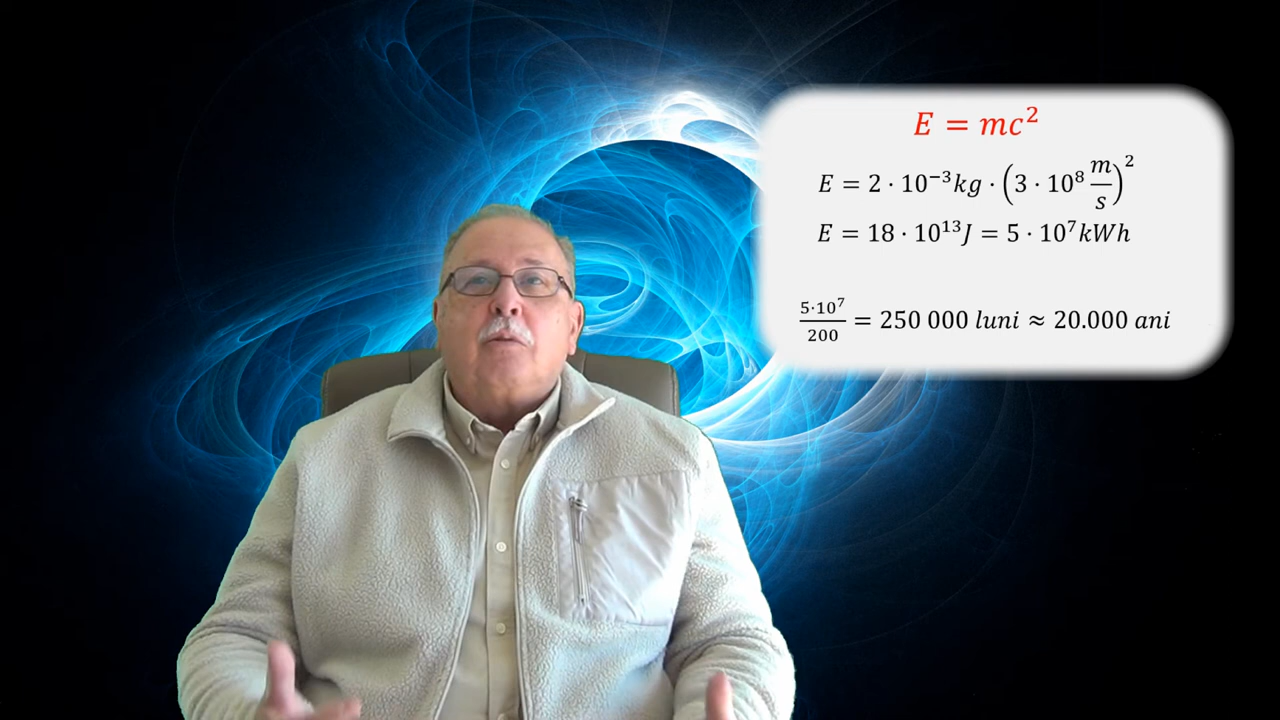 E = mc²
E = 2 · 10⁻³kg · (3 · 10⁸ m/s)²
E = 18 · 10¹³J = 5 · 10⁷kWh
5·10⁷/200 = 250 000 luni ≈ 20.000 ani